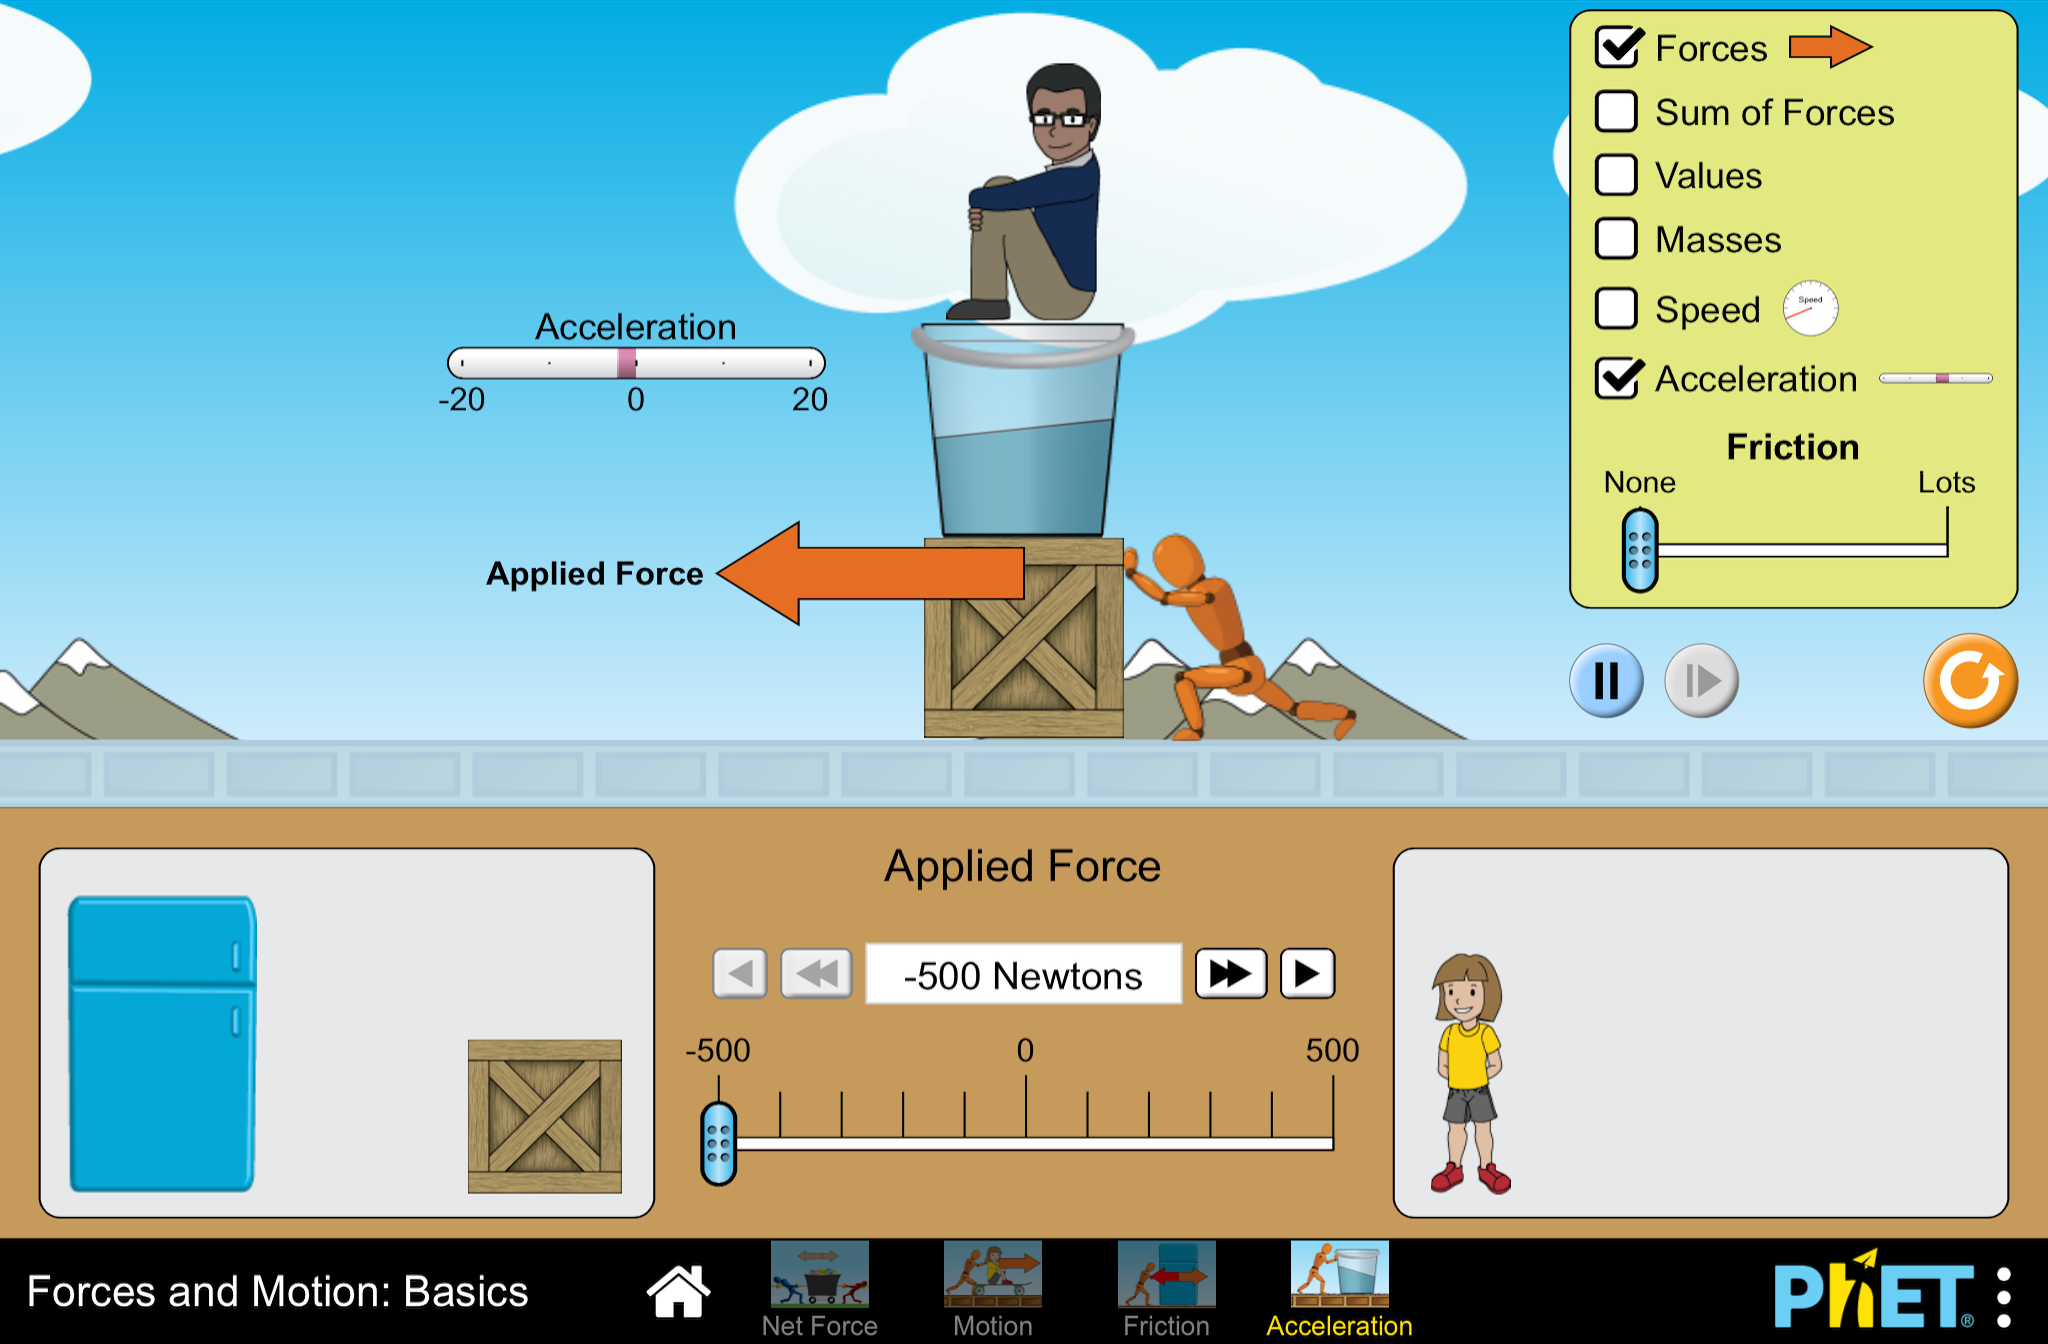 Forces
Sum of Forces
Values
Masses
Speed
Speed
Acceleration
Friction
None Lots
Acceleration
-20 0 20
Applied Force
Applied Force
-500 Newtons
-500 0 500
Forces and Motion: Basics
Net Force
Motion
Friction
Acceleration
PhET®